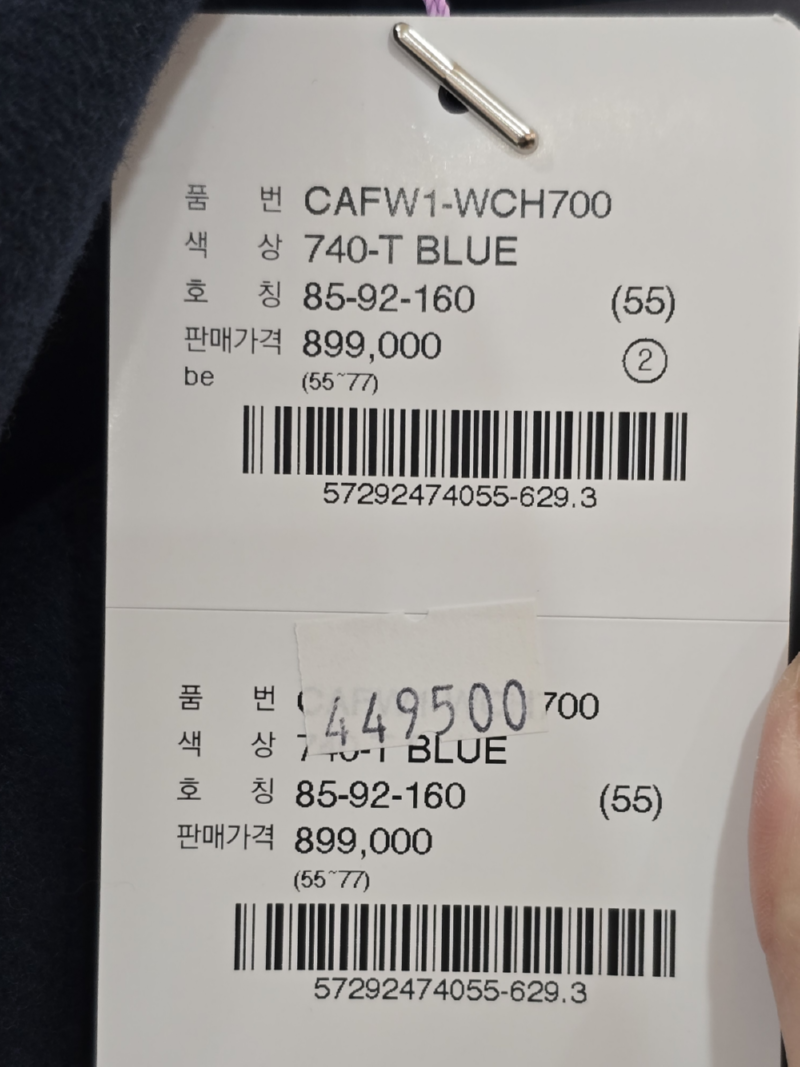 품 번 CAFW1-WCH700
색 상 740-T BLUE
호 칭 85-92-160 (55)
판매가격 899,000 ②
be (55~77)
57292474055-629.3
449500
품 번 700
색 상 BLUE
호 칭 85-92-160 (55)
판매가격 899,000
(55~77)
57292474055-629.3